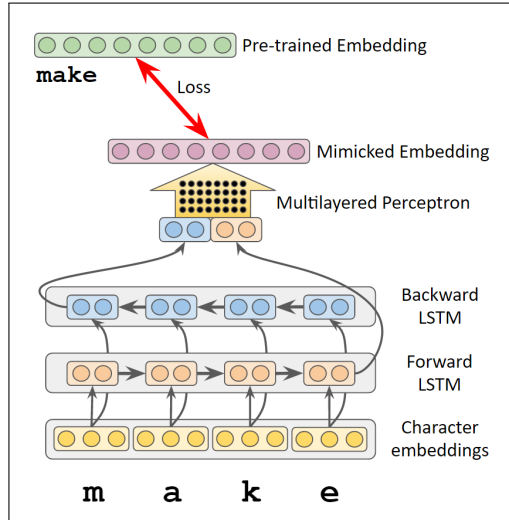 Pre-trained Embedding
make
Loss
Mimicked Embedding
Multilayered Perceptron
Backward
LSTM
Forward
LSTM
Character
embeddings
m a k e